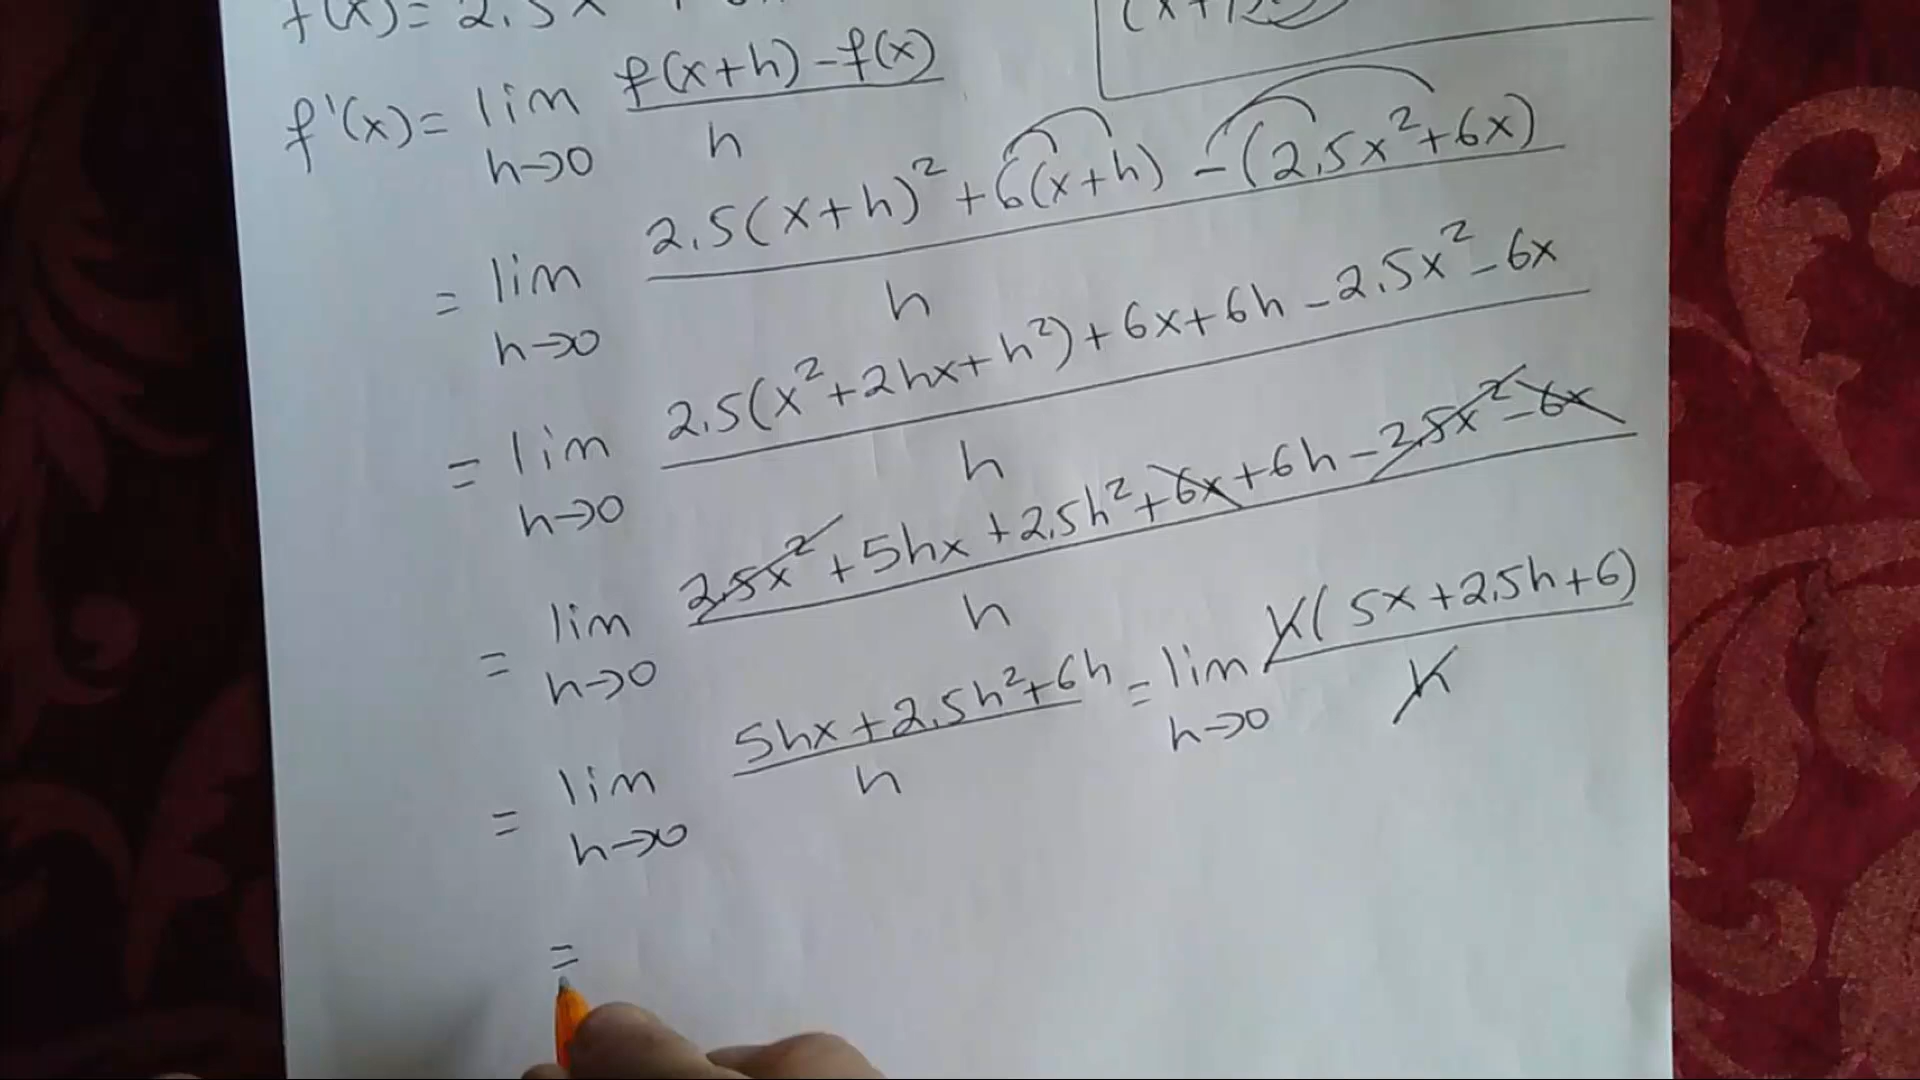 f(x) = 2.5x
(x+
f'(x) = lim h→0 f(x+h) - f(x) / h
= lim h→0 2.5(x+h)² + 6(x+h) - (2.5x² + 6x) / h
= lim h→0 2.5(x² + 2hx + h²) + 6x + 6h - 2.5x² - 6x / h
= lim h→0 2.5x² + 5hx + 2.5h² + 6x + 6h - 2.5x² - 6x / h
= lim h→0 5hx + 2.5h² + 6h / h = lim h→0 h(5x + 2.5h + 6) / h
=